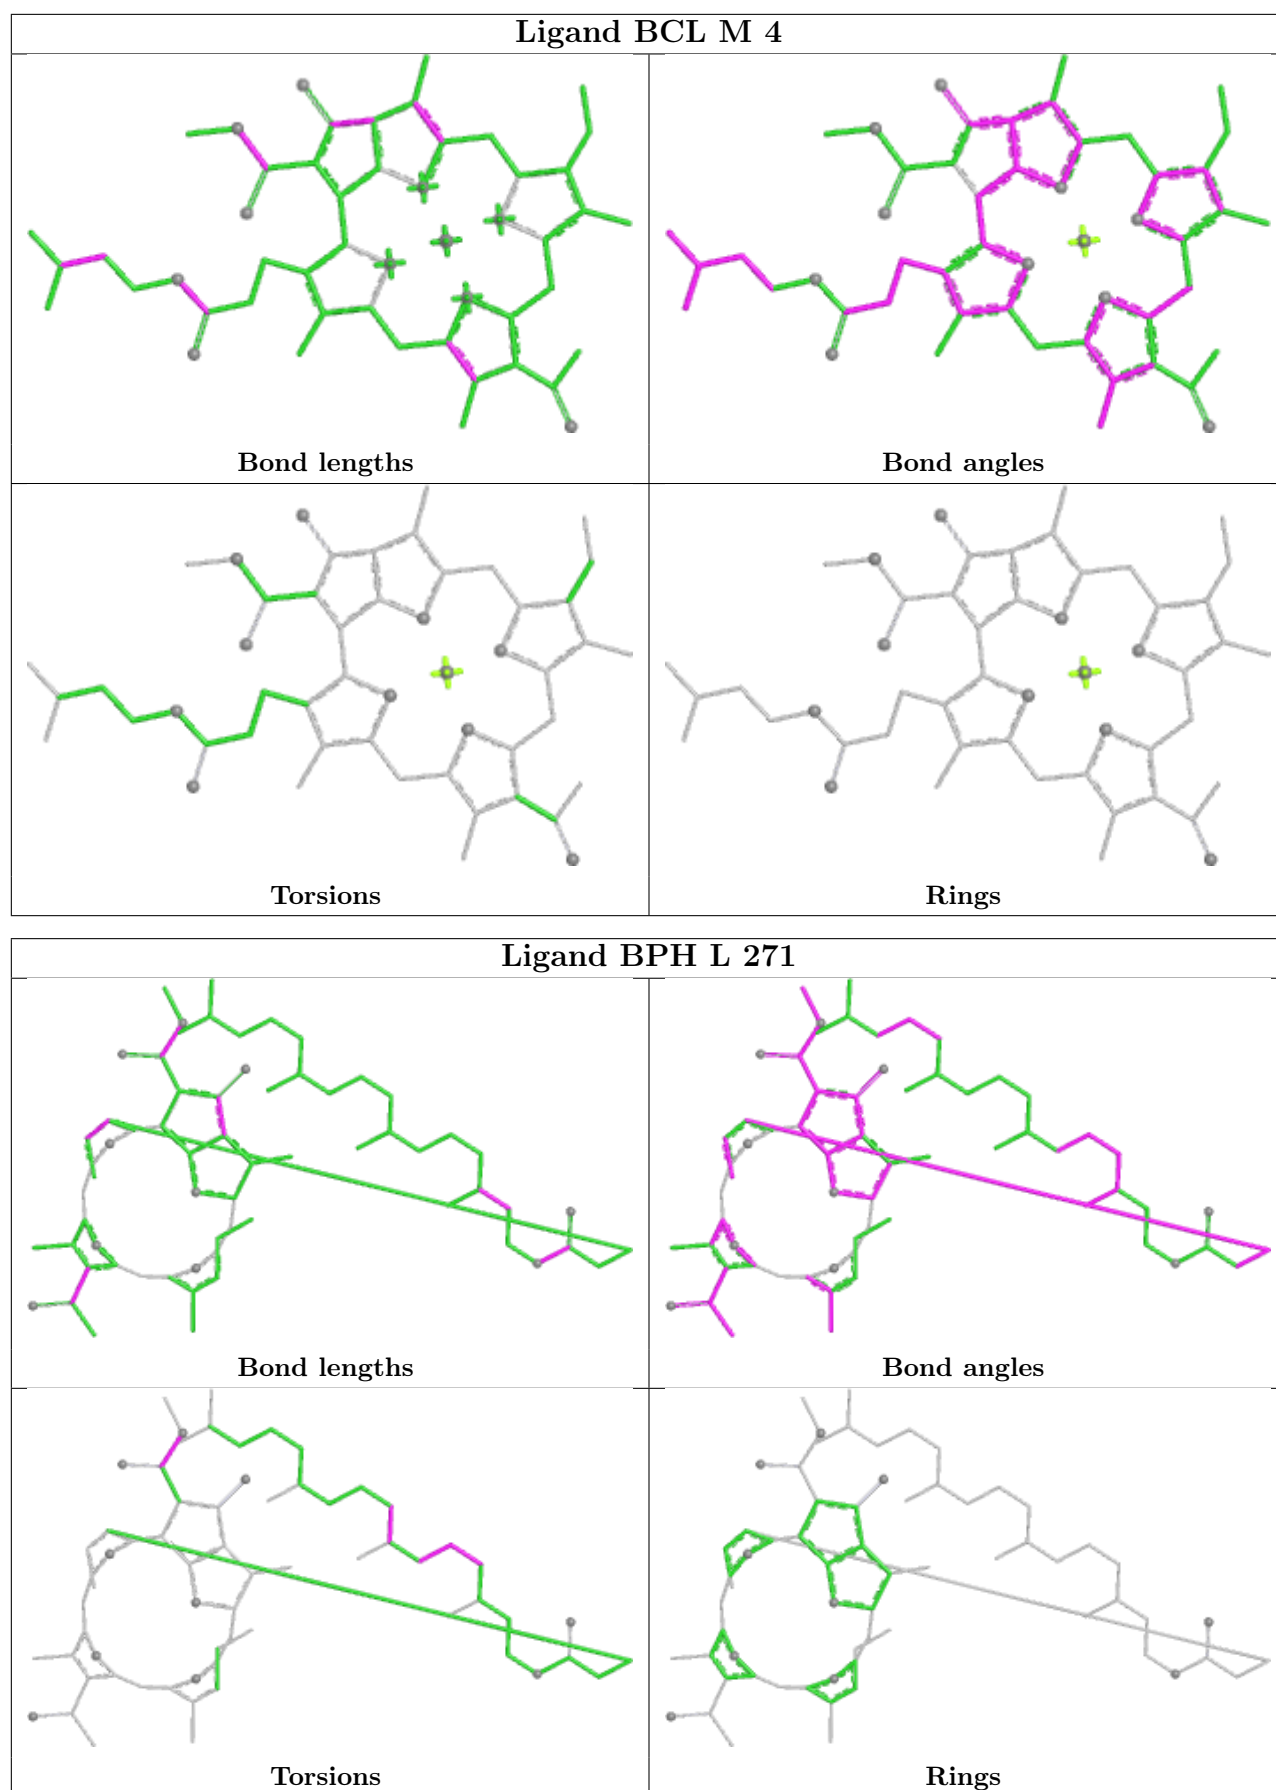 Ligand BCL M 4
Bond lengths
Bond angles
Torsions
Rings
Ligand BPH L 271
Bond lengths
Bond angles
Torsions
Rings